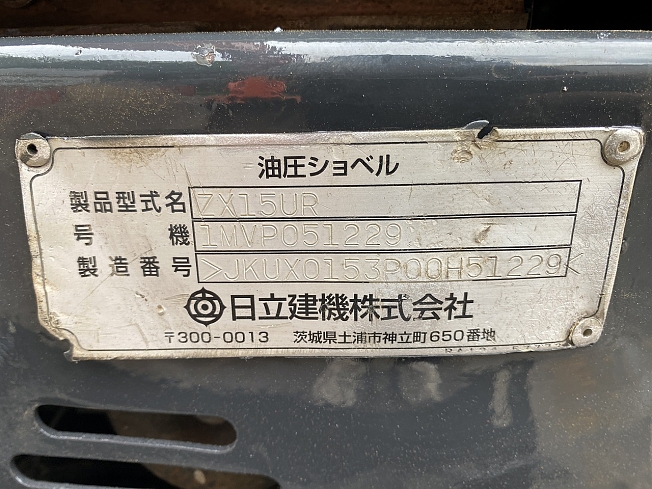 油圧ショベル
製品型式名 ZX15UR
号機 1MVP051229
製造番号 >JKUX0153P00H51229<
日立建機株式会社
〒300-0013 茨城県土浦市神立町650番地